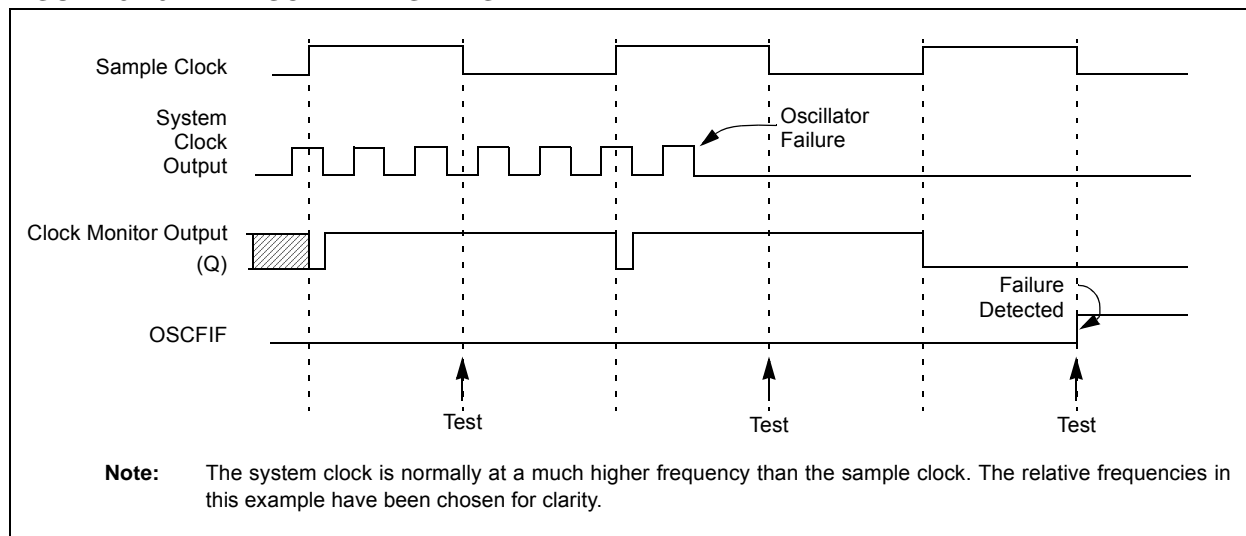 Sample Clock
System
Clock
Output
Oscillator
Failure
Clock Monitor Output
(Q)
Failure
Detected
OSCFIF
Test
Test
Test
Note: The system clock is normally at a much higher frequency than the sample clock. The relative frequencies in
this example have been chosen for clarity.